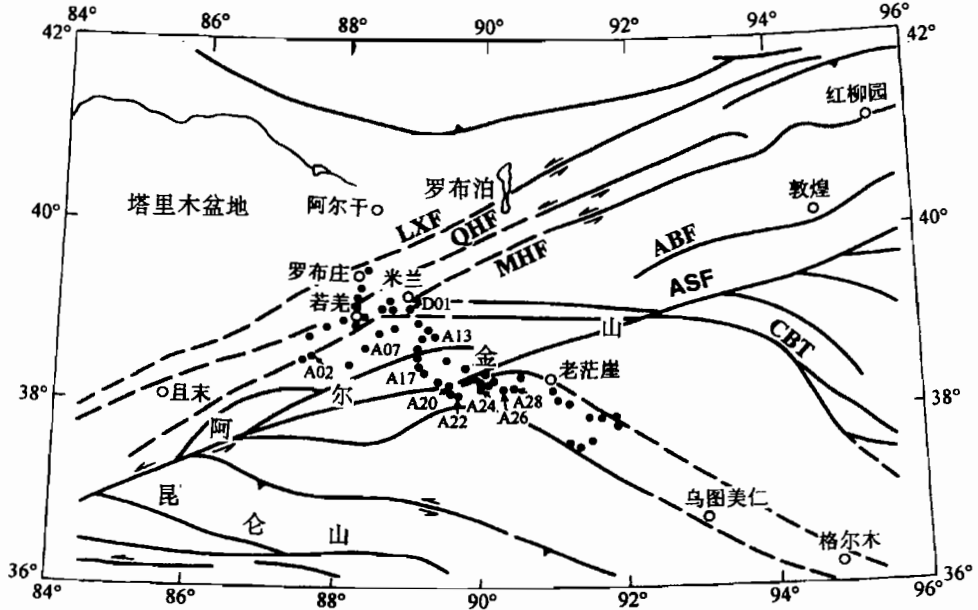 84° 86° 88° 90° 92° 94° 96°
42° 42°
红柳园
罗布泊 敦煌
塔里木盆地 阿尔干
40° 40°
LXF QHF MHF ABF
ASF
罗布庄 米兰
若羌 D01
山
CBT
A13
A07 金
A02 老茫崖
A17
且末
38° 38°
尔
A20 A24 A28
A22 A26
阿
昆
乌图美仁
仑
山 格尔木
36° 36°
84° 86° 88° 90° 92° 94° 96°